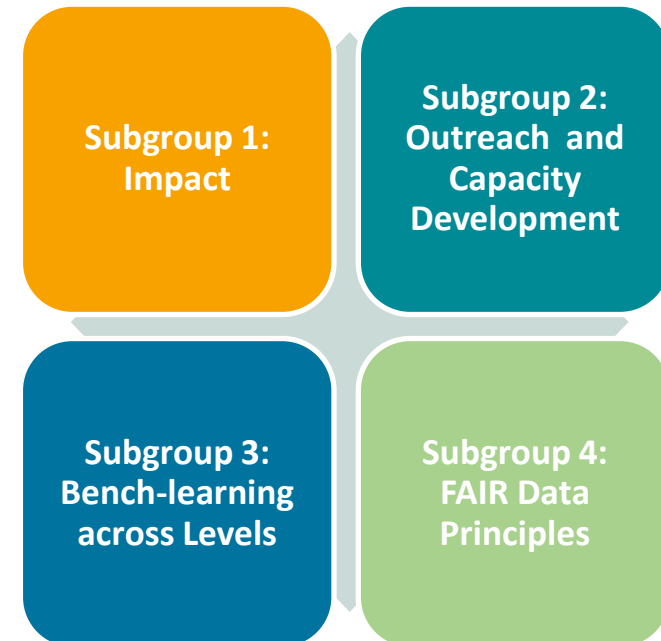 Subgroup 1:
Impact
Subgroup 2:
Outreach and
Capacity
Development
Subgroup 3:
Bench-learning
across Levels
Subgroup 4:
FAIR Data
Principles